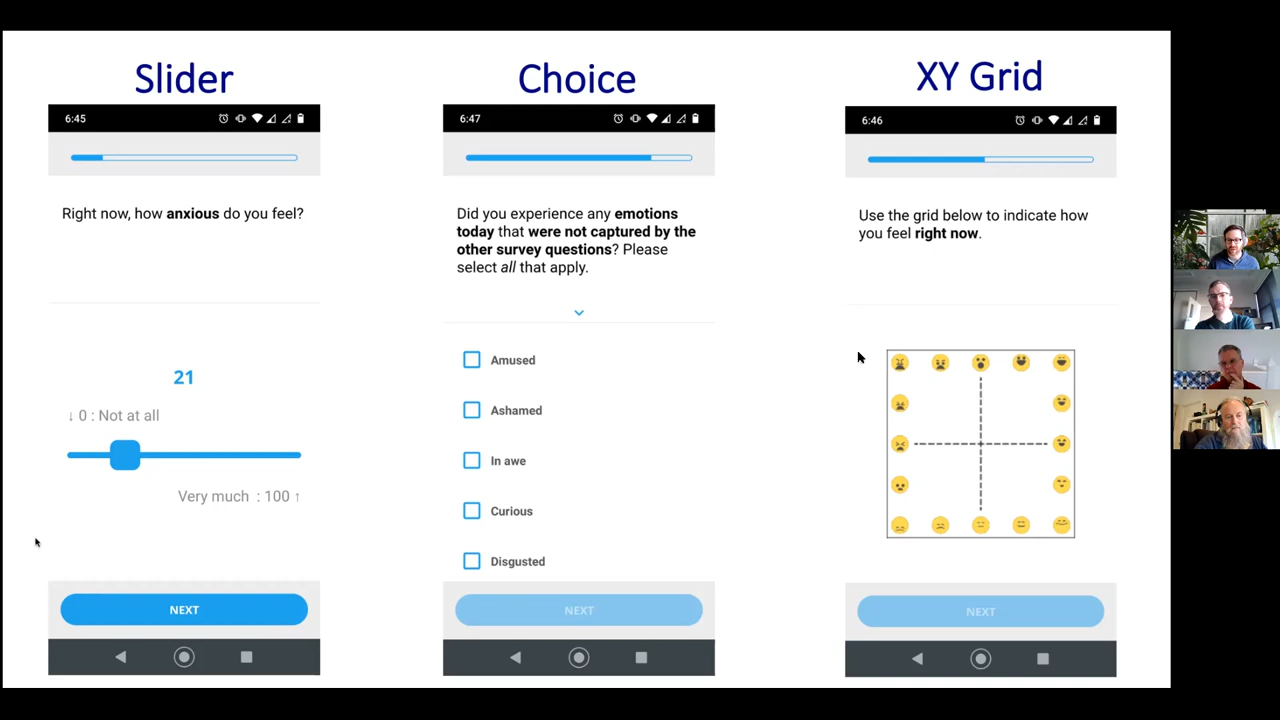 Slider
6:45
Right now, how anxious do you feel?
21
↓ 0 : Not at all
Very much : 100 ↑
NEXT
Choice
6:47
Did you experience any emotions
today that were not captured by the
other survey questions? Please
select all that apply.
Amused
Ashamed
In awe
Curious
Disgusted
NEXT
XY Grid
6:46
Use the grid below to indicate how
you feel right now.
NEXT